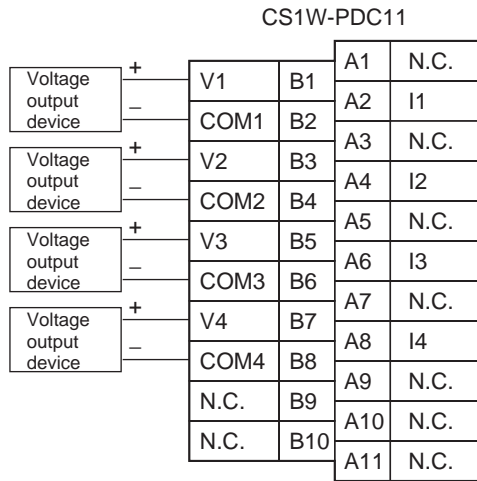 CS1W-PDC11
A1 N.C.
Voltage output device + − V1 B1
A2 I1
COM1 B2
A3 N.C.
Voltage output device + − V2 B3
A4 I2
COM2 B4
A5 N.C.
Voltage output device + − V3 B5
A6 I3
COM3 B6
A7 N.C.
Voltage output device + − V4 B7
A8 I4
COM4 B8
A9 N.C.
N.C. B9
A10 N.C.
N.C. B10
A11 N.C.